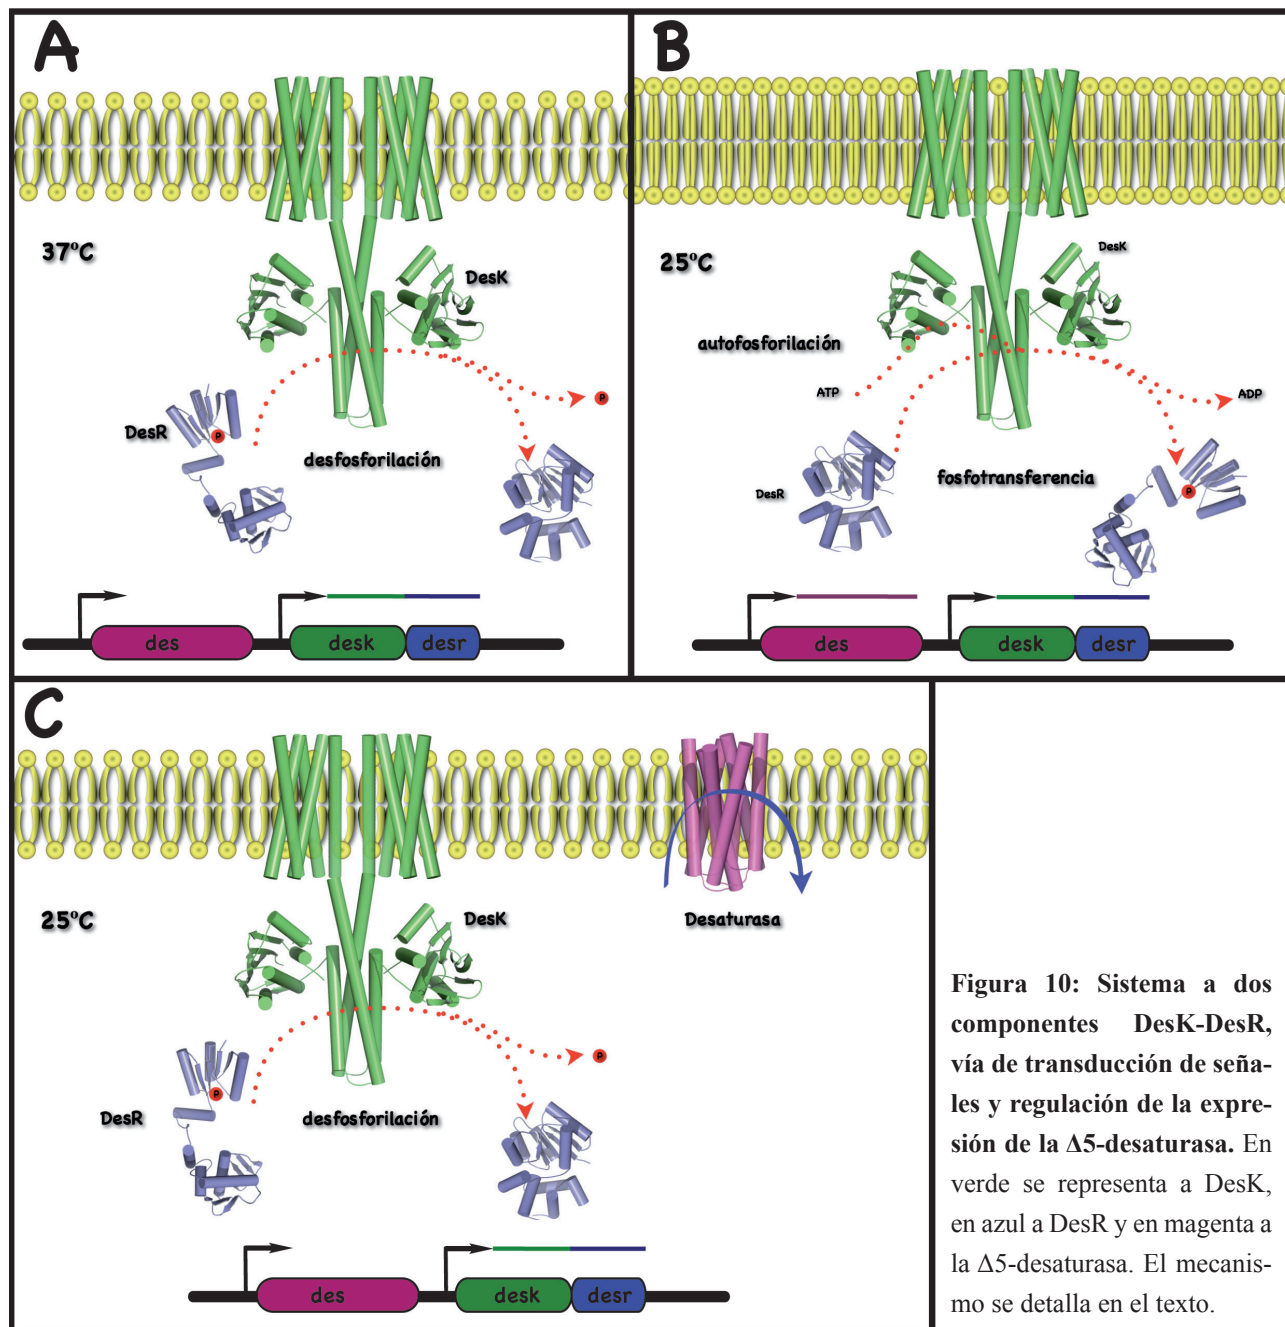 A
37ºC
DesK
DesR
P
P
desfosforilación
des
desk
desr
B
25ºC
DesK
autofosforilación
ATP
ADP
DesR
fosfotransferencia
P
des
desk
desr
C
25ºC
DesK
Desaturasa
DesR
P
P
desfosforilación
des
desk
desr
Figura 10: Sistema a dos
componentes DesK-DesR,
vía de transducción de seña-
les y regulación de la expre-
sión de la Δ5-desaturasa. En
verde se representa a DesK,
en azul a DesR y en magenta a
la Δ5-desaturasa. El mecanis-
mo se detalla en el texto.